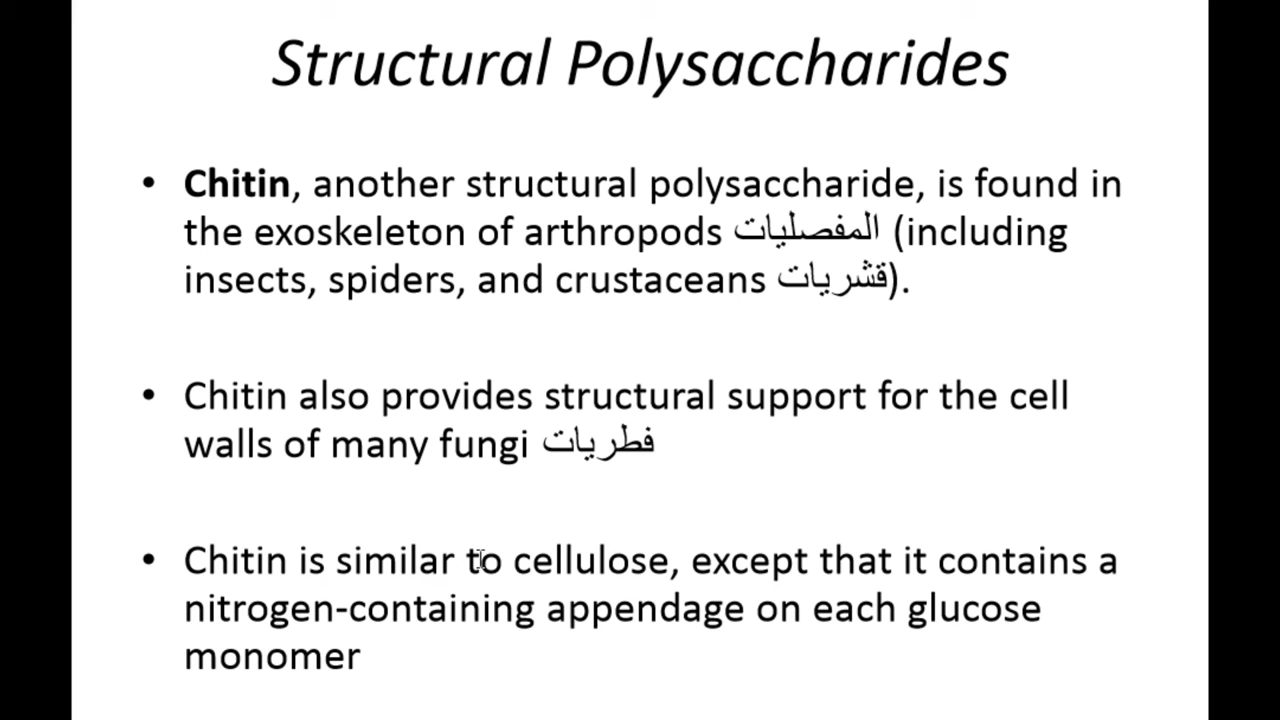 Structural Polysaccharides
• Chitin, another structural polysaccharide, is found in
the exoskeleton of arthropods المفصليات (including
insects, spiders, and crustaceans قشريات).
• Chitin also provides structural support for the cell
walls of many fungi فطريات
• Chitin is similar to cellulose, except that it contains a
nitrogen-containing appendage on each glucose
monomer